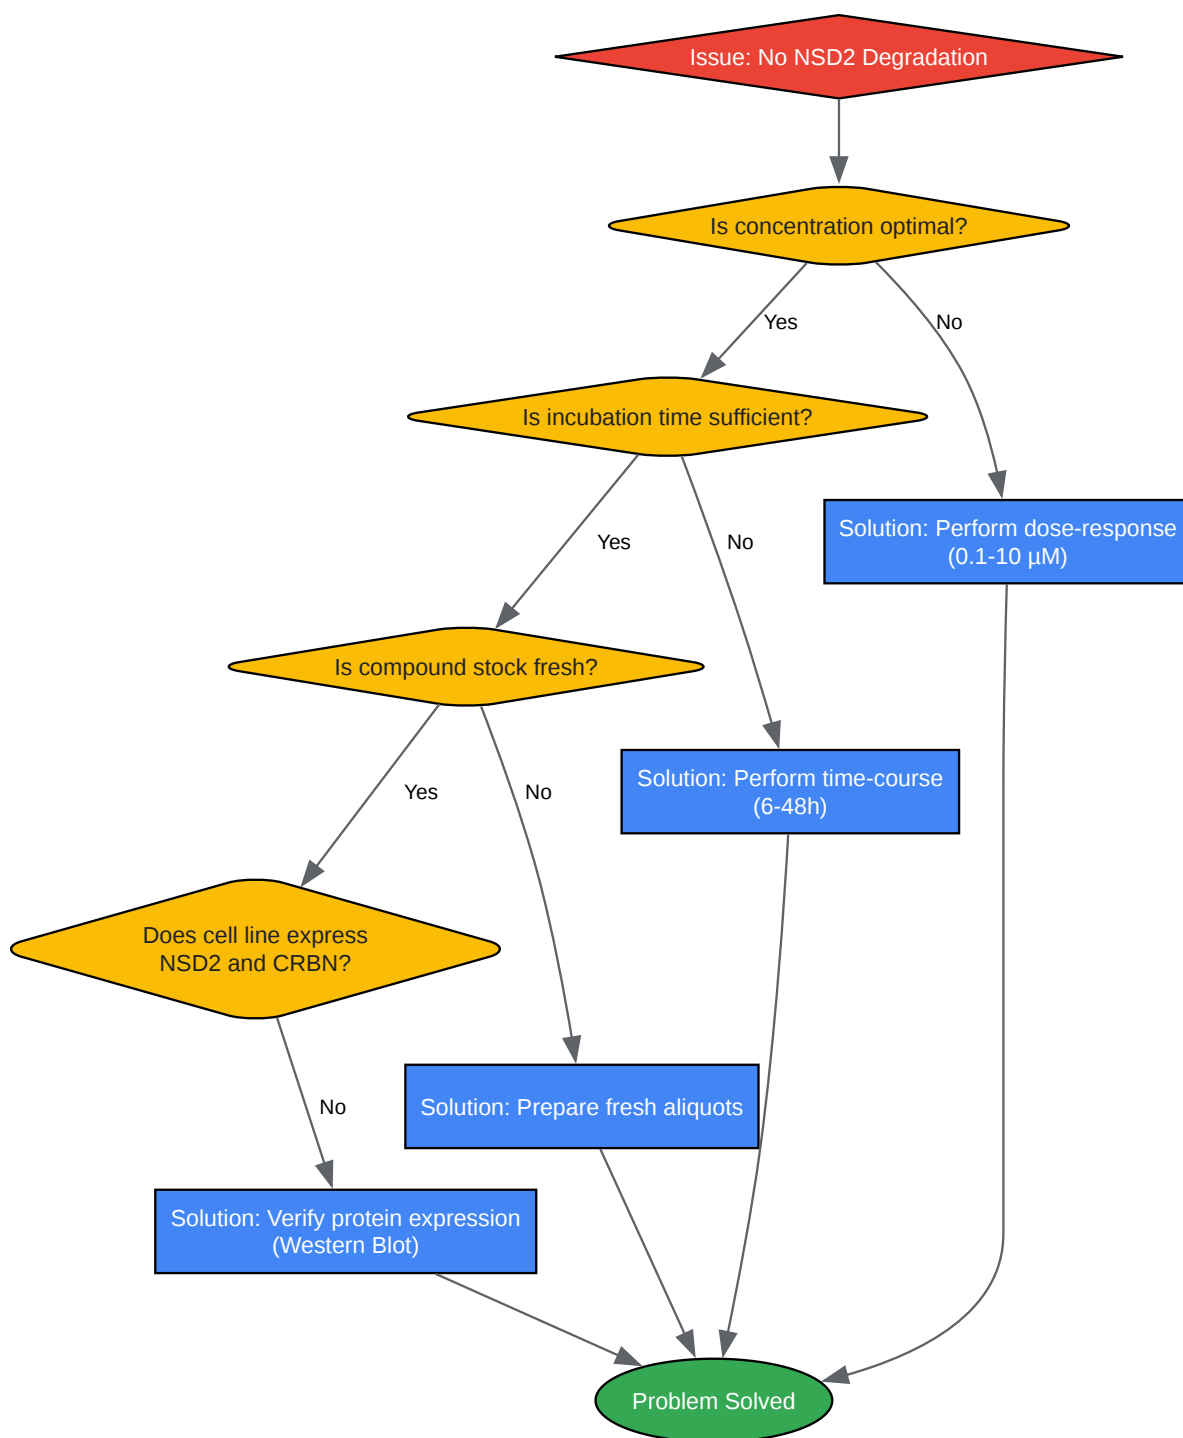 Issue: No NSD2 Degradation
Is concentration optimal?
Yes
No
Is incubation time sufficient?
Solution: Perform dose-response
(0.1-10 µM)
Yes
No
Is compound stock fresh?
Solution: Perform time-course
(6-48h)
Yes
No
Does cell line express
NSD2 and CRBN?
Solution: Prepare fresh aliquots
No
Solution: Verify protein expression
(Western Blot)
Problem Solved